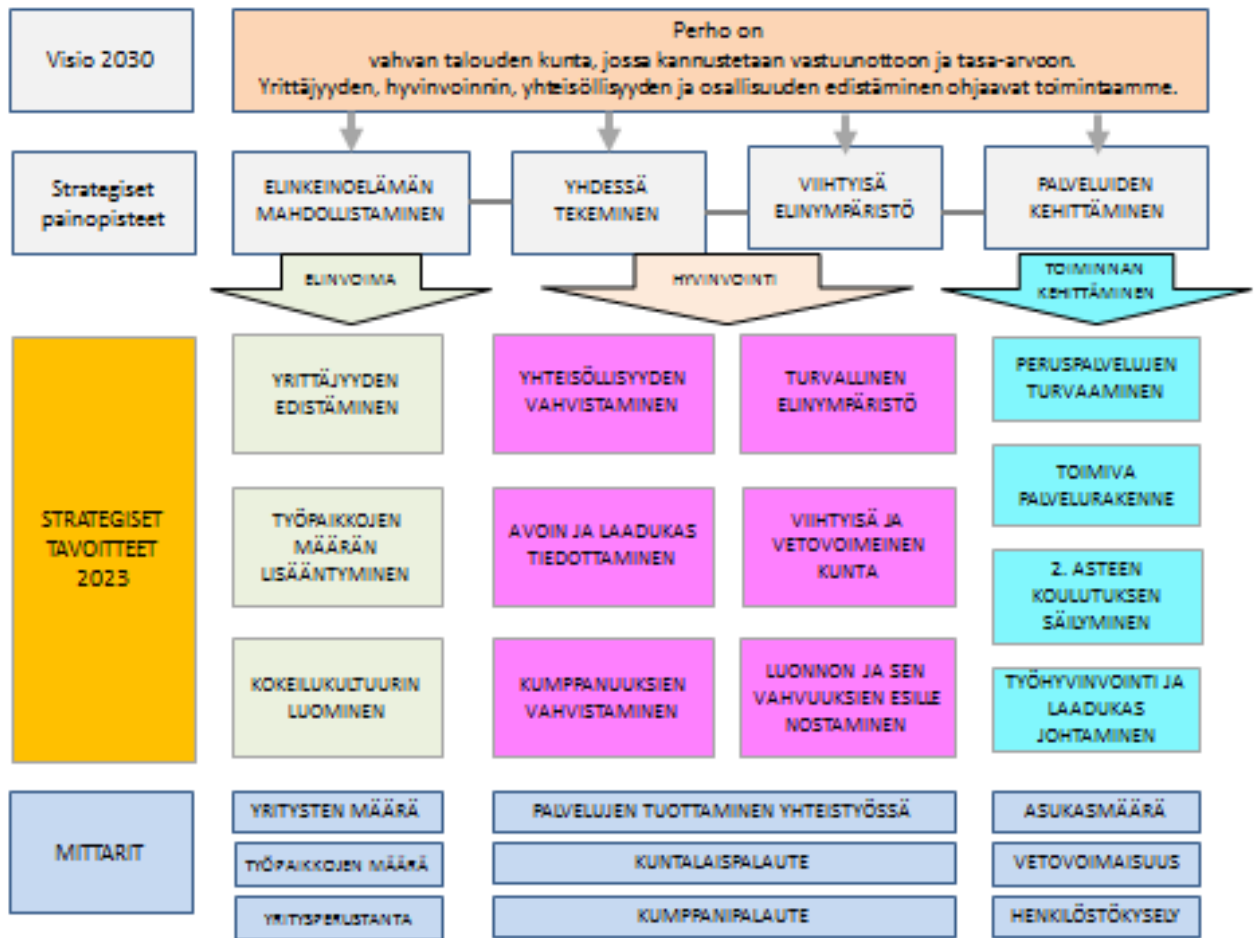 Visio 2030
Perho on
vahvan talouden kunta, jossa kannustetaan vastuunottoon ja tasa-arvoon.
Yrittäjyyden, hyvinvoinnin, yhteisöllisyyden ja osallisuuden edistäminen ohjaavat toimintaamme.
Strategiset
painopisteet
ELINKEINOELÄMÄN
MAHDOLLISTAMINEN
YHDESSÄ
TEKEMINEN
VIIHTYISÄ
ELINYMPÄRISTÖ
PALVELUIDEN
KEHITTÄMINEN
ELINVOIMA
HYVINVOINTI
TOIMINNAN
KEHITTÄMINEN
STRATEGISET
TAVOITTEET
2023
YRITTÄJYYDEN
EDISTÄMINEN
YHTEISÖLLISYYDEN
VAHVISTAMINEN
TURVALLINEN
ELINYMPÄRISTÖ
PERUSPALVELUJEN
TURVAAMINEN
TYÖPAIKKOJEN
MÄÄRÄN
LISÄÄNTYMINEN
AVOIN JA LAADUKAS
TIEDOTTAMINEN
VIIHTYISÄ JA
VETOVOIMEINEN
KUNTA
TOIMIVA
PALVELURAKENNE
2. ASTEEN
KOULUTUKSEN
SÄILYMINEN
KOKEILUKULTUURIN
LUOMINEN
KUMPPANUUKSIEN
VAHVISTAMINEN
LUONNON JA SEN
VAHVUUKSIEN ESILLE
NOSTAMINEN
TYÖHYVINVOINTI JA
LAADUKAS
JOHTAMINEN
MITTARIT
YRITYSTEN MÄÄRÄ
PALVELUJEN TUOTTAMINEN YHTEISTYÖSSÄ
ASUKASMÄÄRÄ
TYÖPAIKKOJEN MÄÄRÄ
KUNTALAISPALAUTE
VETOVOIMAISUUS
YRITYSPERUSTANTA
KUMPPANIPALAUTE
HENKILÖSTÖKYSELY